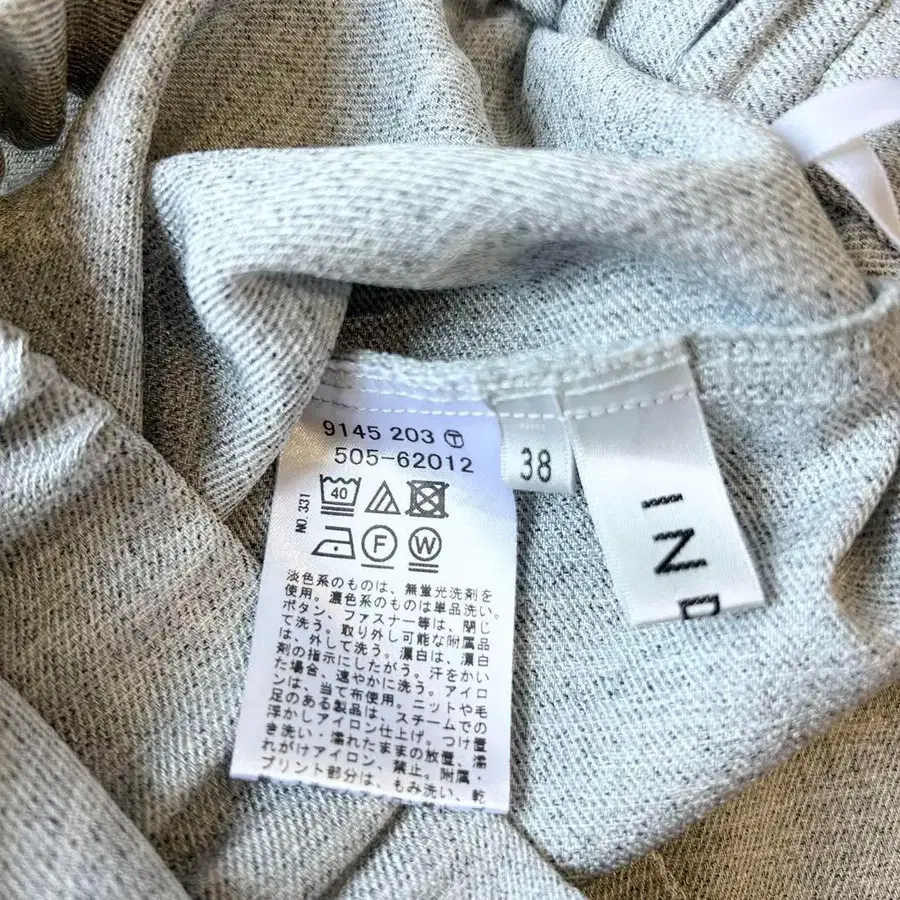 9145 203 Ⓣ
505-62012
NO. 331
40
F
W
淡色系のものは、無蛍光洗剤を
使用。濃色系のものは単品洗い。
ボタン、ファスナー等は、閉じ
て洗う。取り外し可能な附属品
は、外して洗う。漂白は、漂白
剤の指示にしたがう。汗をかい
た場合、速やかに洗う。アイロ
ンは、当て布使用。ニットや毛
足のある製品は、スチームでの
浮かしアイロン仕上げ。つけ置
き洗い・濡れたままの放置、濡
れがけアイロン、禁止。附属・
プリント部分は、もみ洗い、乾
38
IND